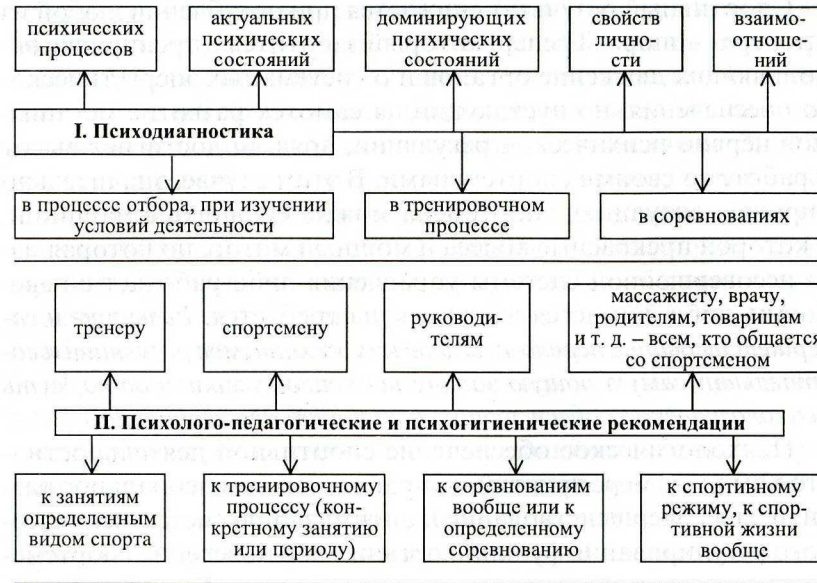 психических
процессов
актуальных
психических
состояний
доминирующих
психических
состояний
свойств
лично-
сти
взаимо-
отноше-
ний
I. Психодиагностика
в процессе отбора, при изучении
условий деятельности
в тренировочном
процессе
в соревнованиях
тренеру
спортсмену
руководи-
телям
массажисту, врачу,
родителям, товарищам
и т. д. – всем, кто общается
со спортсменом
II. Психолого-педагогические и психогигиенические рекомендации
к занятиям
определенным
видом спорта
к тренировочному
процессу (кон-
кретному занятию
или периоду)
к соревнованиям
вообще или к
определенному
соревнованию
к спортивному
режиму, к спор-
тивной жизни
вообще